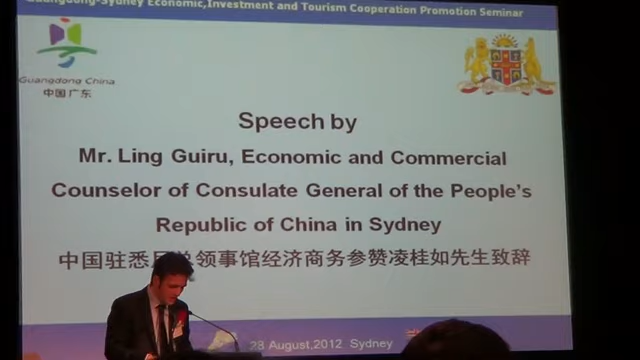 Guangdong-Sydney Economic,Investment and Tourism Cooperation Promotion Seminar
Guangdong China
中国广东
Speech by
Mr. Ling Guiru, Economic and Commercial
Counselor of Consulate General of the People's
Republic of China in Sydney
中国驻悉尼总领事馆经济商务参赞凌桂如先生致辞
28 August,2012 Sydney